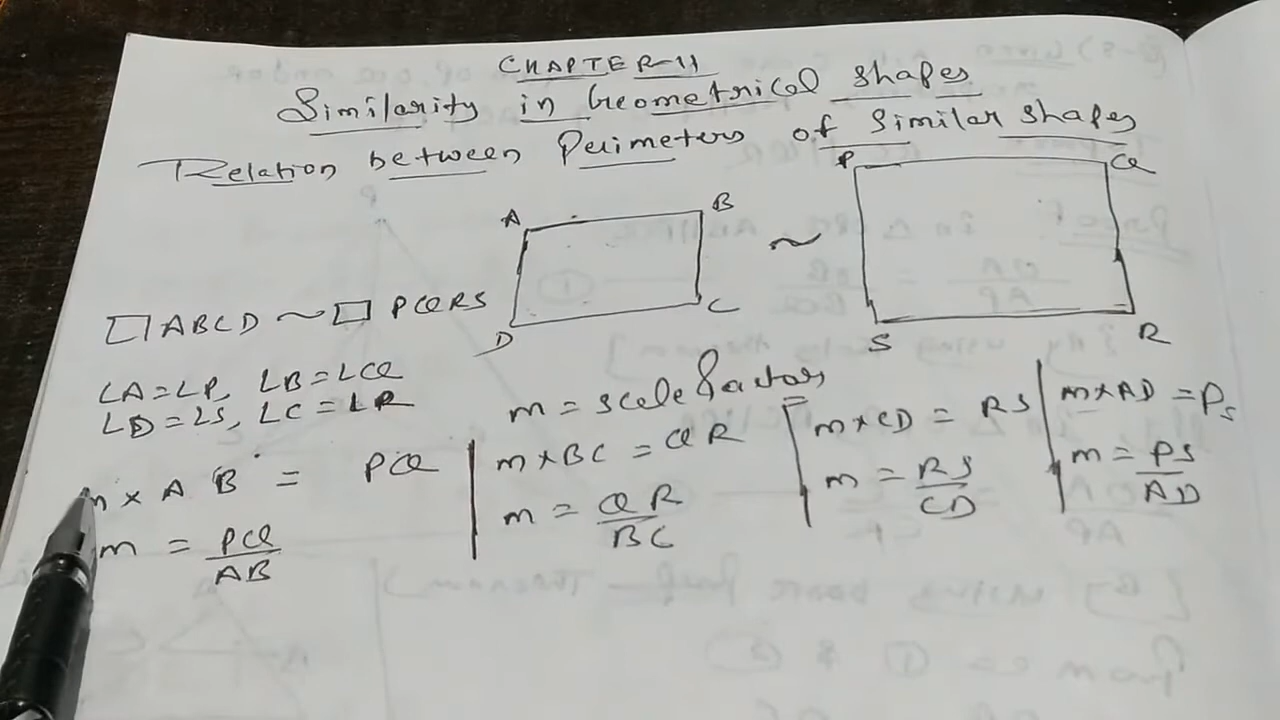 CHAPTER-11
Similarity in Geometrical shapes
Relation between Perimeters of Similar shapes
A B ~ P Q
D C S R
□ABCD ~ □ PQRS
∠A=∠P, ∠B=∠Q
∠D=∠S, ∠C=∠R
m = scale factor
m×AB = PQ | m×BC = QR | m×CD = RS | m×AD = PS
m = PQ/AB | m = QR/BC | m = RS/CD | m = PS/AD